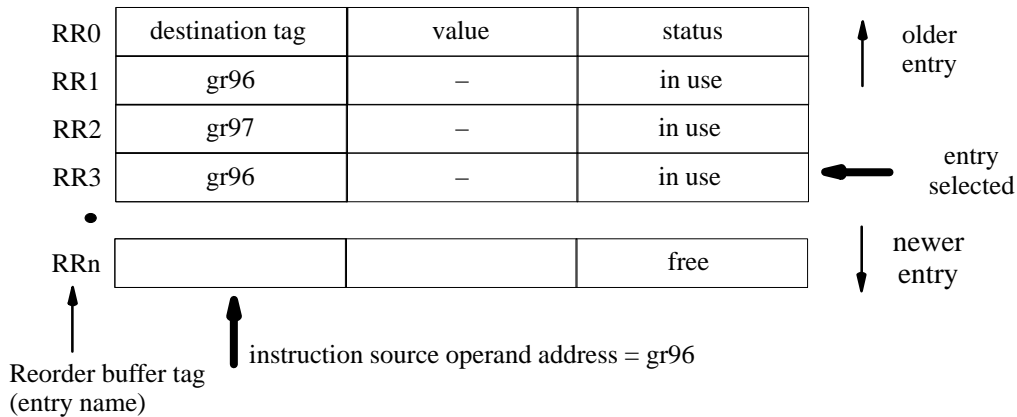 RR0 destination tag value status
older
entry
RR1 gr96 – in use
RR2 gr97 – in use
RR3 gr96 – in use
entry
selected
RRn free
newer
entry
instruction source operand address = gr96
Reorder buffer tag
(entry name)